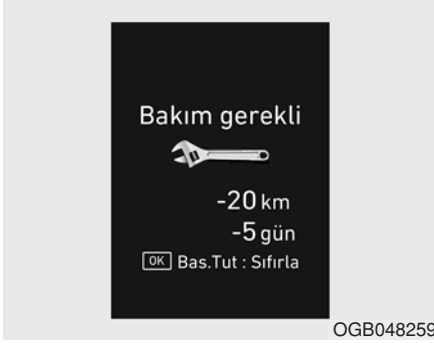 Bakım gerekli
-20 km
-5 gün
OK Bas.Tut : Sıfırla
OGB048259